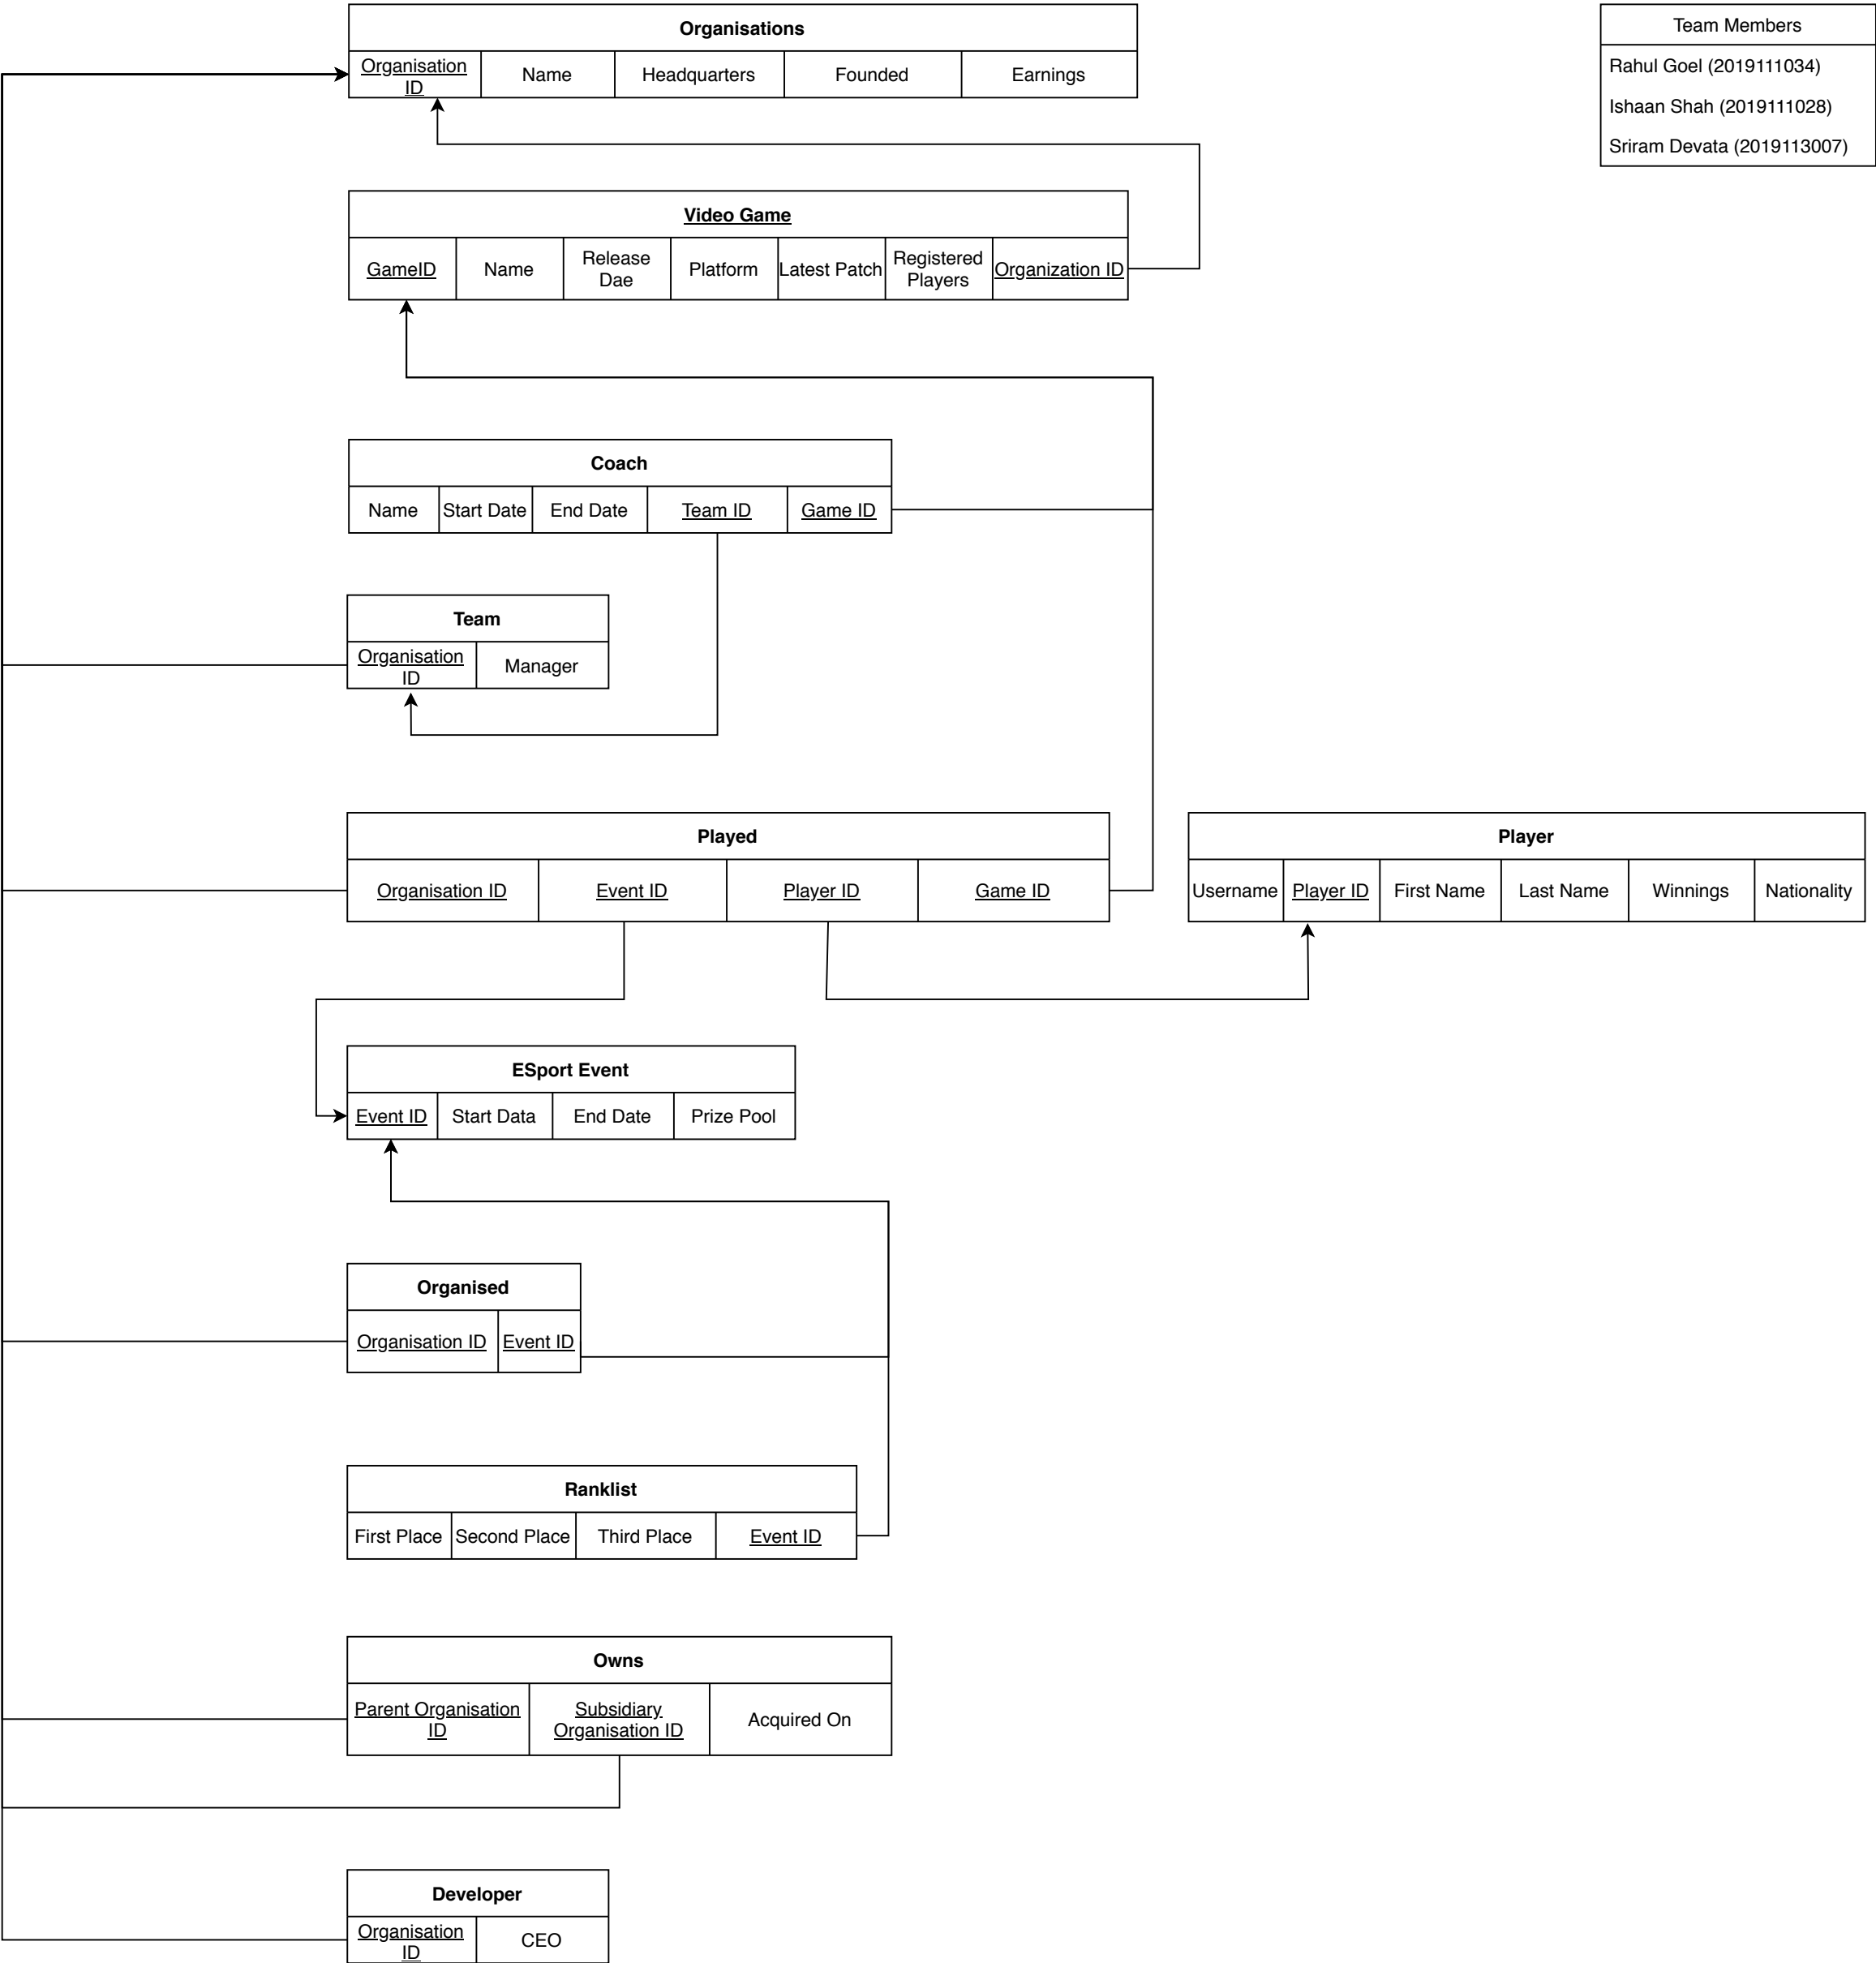 Organisations
Organisation
ID
Name
Headquarters
Founded
Earnings
Team Members
Rahul Goel (2019111034)
Ishaan Shah (2019111028)
Sriram Devata (2019113007)
Video Game
GameID
Name
Release
Dae
Platform
Latest Patch
Registered
Players
Organization ID
Coach
Name
Start Date
End Date
Team ID
Game ID
Team
Organisation
ID
Manager
Played
Organisation ID
Event ID
Player ID
Game ID
Player
Username
Player ID
First Name
Last Name
Winnings
Nationality
ESport Event
Event ID
Start Data
End Date
Prize Pool
Organised
Organisation ID
Event ID
Ranklist
First Place
Second Place
Third Place
Event ID
Owns
Parent Organisation
ID
Subsidiary
Organisation ID
Acquired On
Developer
Organisation
ID
CEO